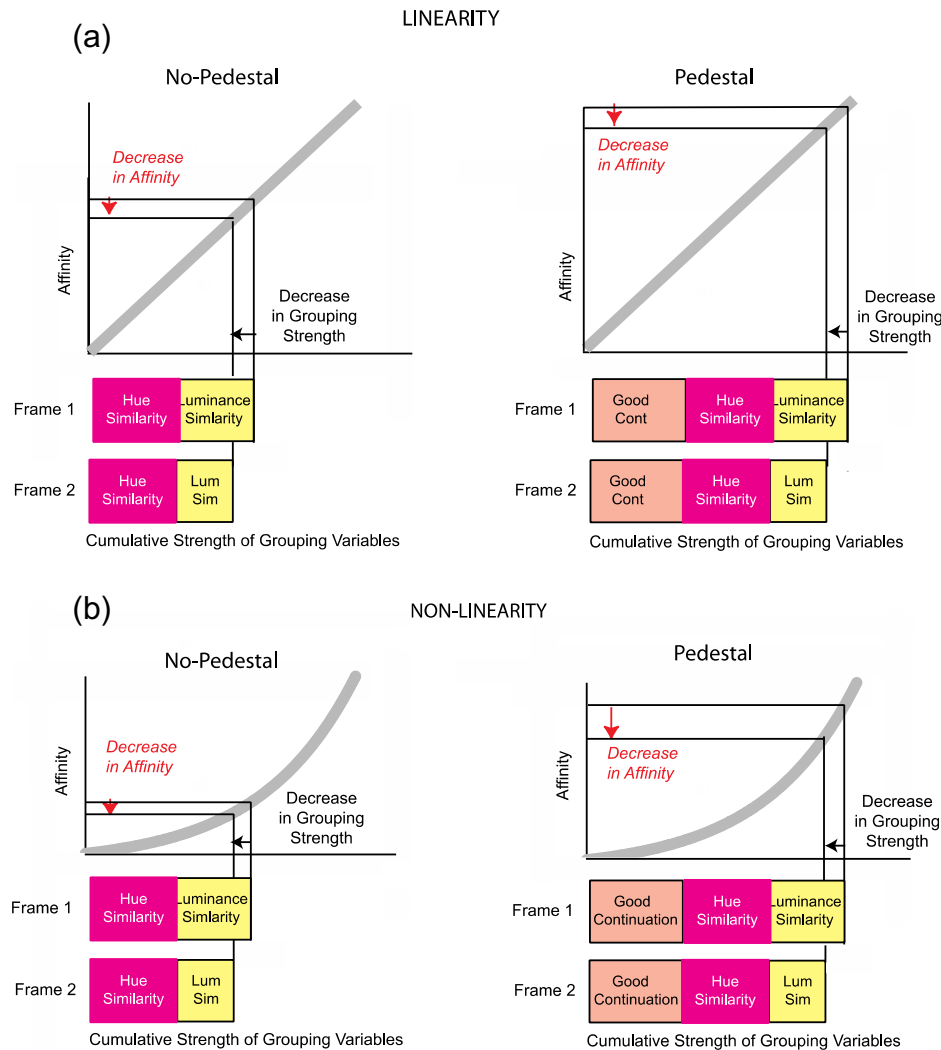 (a)
LINEARITY
No-Pedestal
Pedestal
Decrease
in Affinity
Decrease
in Affinity
Affinity
Affinity
Decrease
in Grouping
Strength
Decrease
in Grouping
Strength
Frame 1
Hue
Similarity
Luminance
Simlarity
Frame 1
Good
Cont
Hue
Similarity
Luminance
Simlarity
Frame 2
Hue
Similarity
Lum
Sim
Frame 2
Good
Cont
Hue
Similarity
Lum
Sim
Cumulative Strength of Grouping Variables
Cumulative Strength of Grouping Variables
(b)
NON-LINEARITY
No-Pedestal
Pedestal
Decrease
in Affinity
Decrease
in Affinity
Affinity
Affinity
Decrease
in Grouping
Strength
Decrease
in Grouping
Strength
Frame 1
Hue
Similarity
Luminance
Simlarity
Frame 1
Good
Continuation
Hue
Similarity
Luminance
Simlarity
Frame 2
Hue
Similarity
Lum
Sim
Frame 2
Good
Continuation
Hue
Similarity
Lum
Sim
Cumulative Strength of Grouping Variables
Cumulative Strength of Grouping Variables